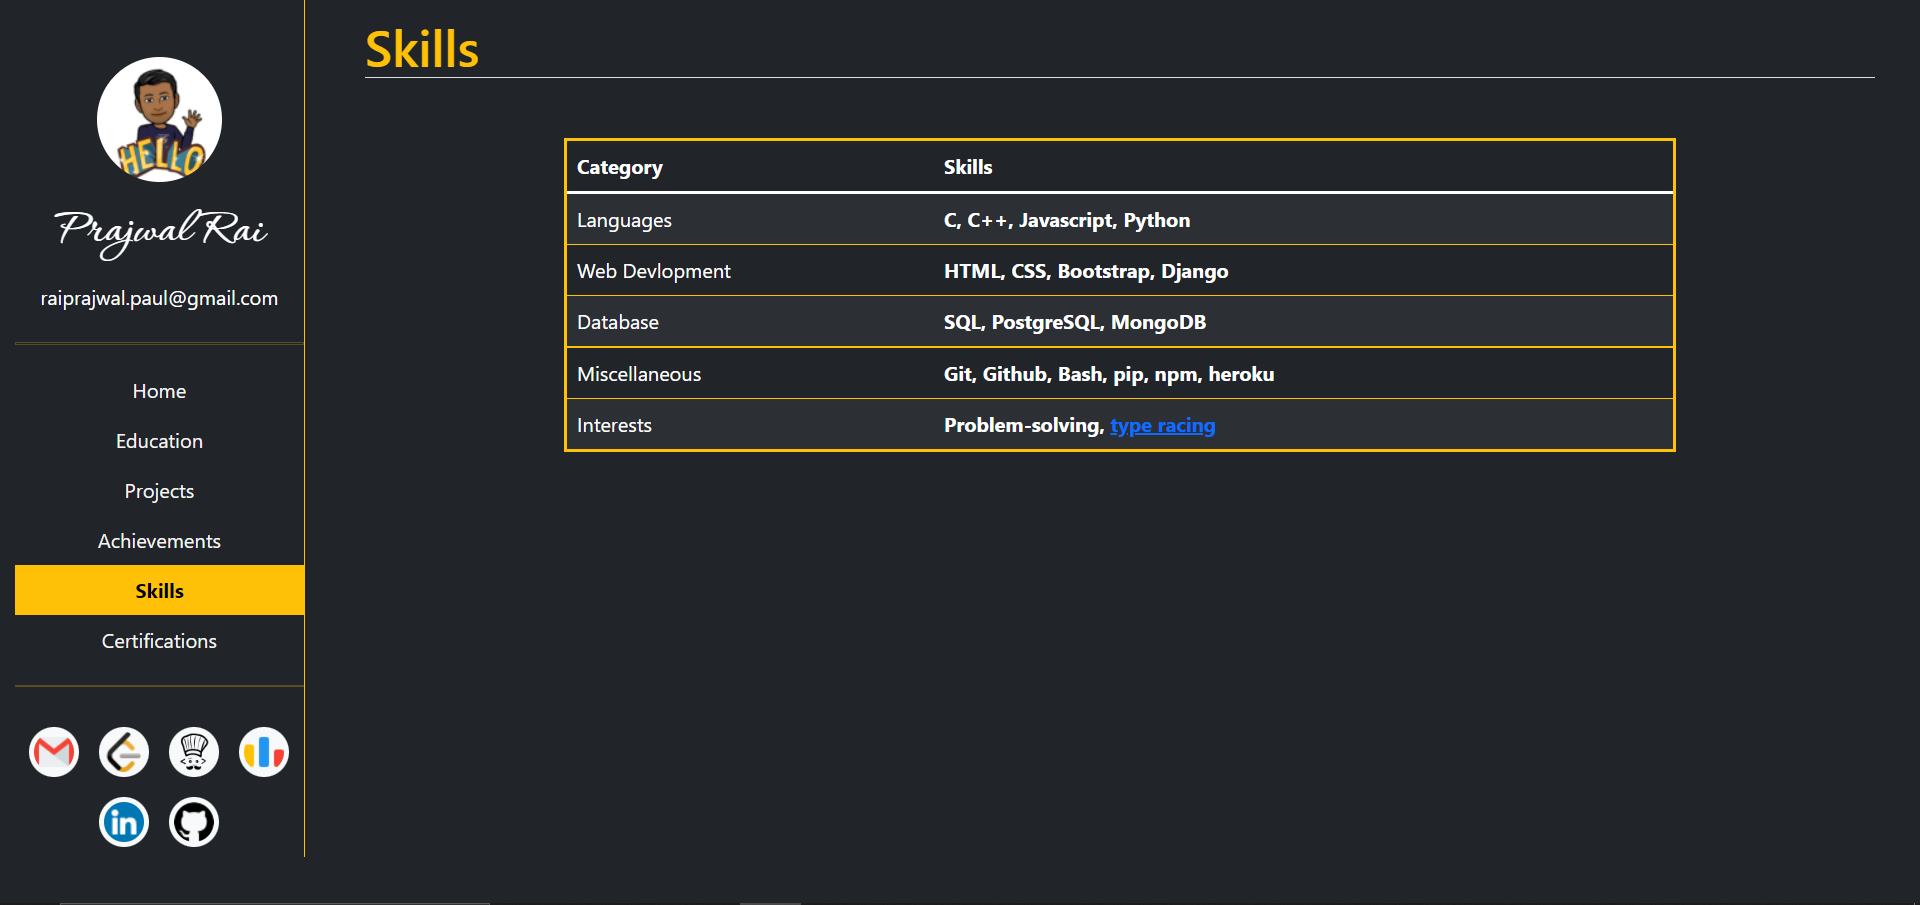 HELLO
Prajwal Rai
raiprajwal.paul@gmail.com
Home
Education
Projects
Achievements
Skills
Certifications
in
Skills
Category Skills
Languages C, C++, Javascript, Python
Web Devlopment HTML, CSS, Bootstrap, Django
Database SQL, PostgreSQL, MongoDB
Miscellaneous Git, Github, Bash, pip, npm, heroku
Interests Problem-solving, type racing